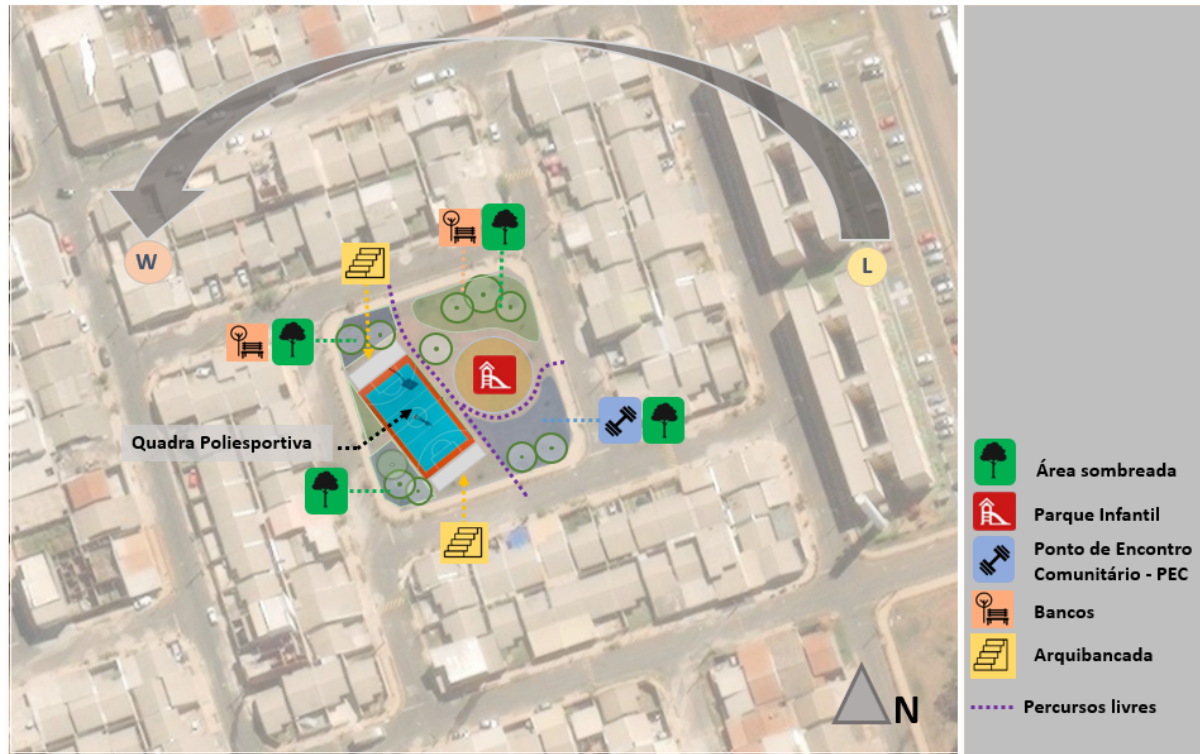 W
L
Quadra Poliesportiva
N
Área sombreada
Parque Infantil
Ponto de Encontro
Comunitário - PEC
Bancos
Arquibancada
Percursos livres